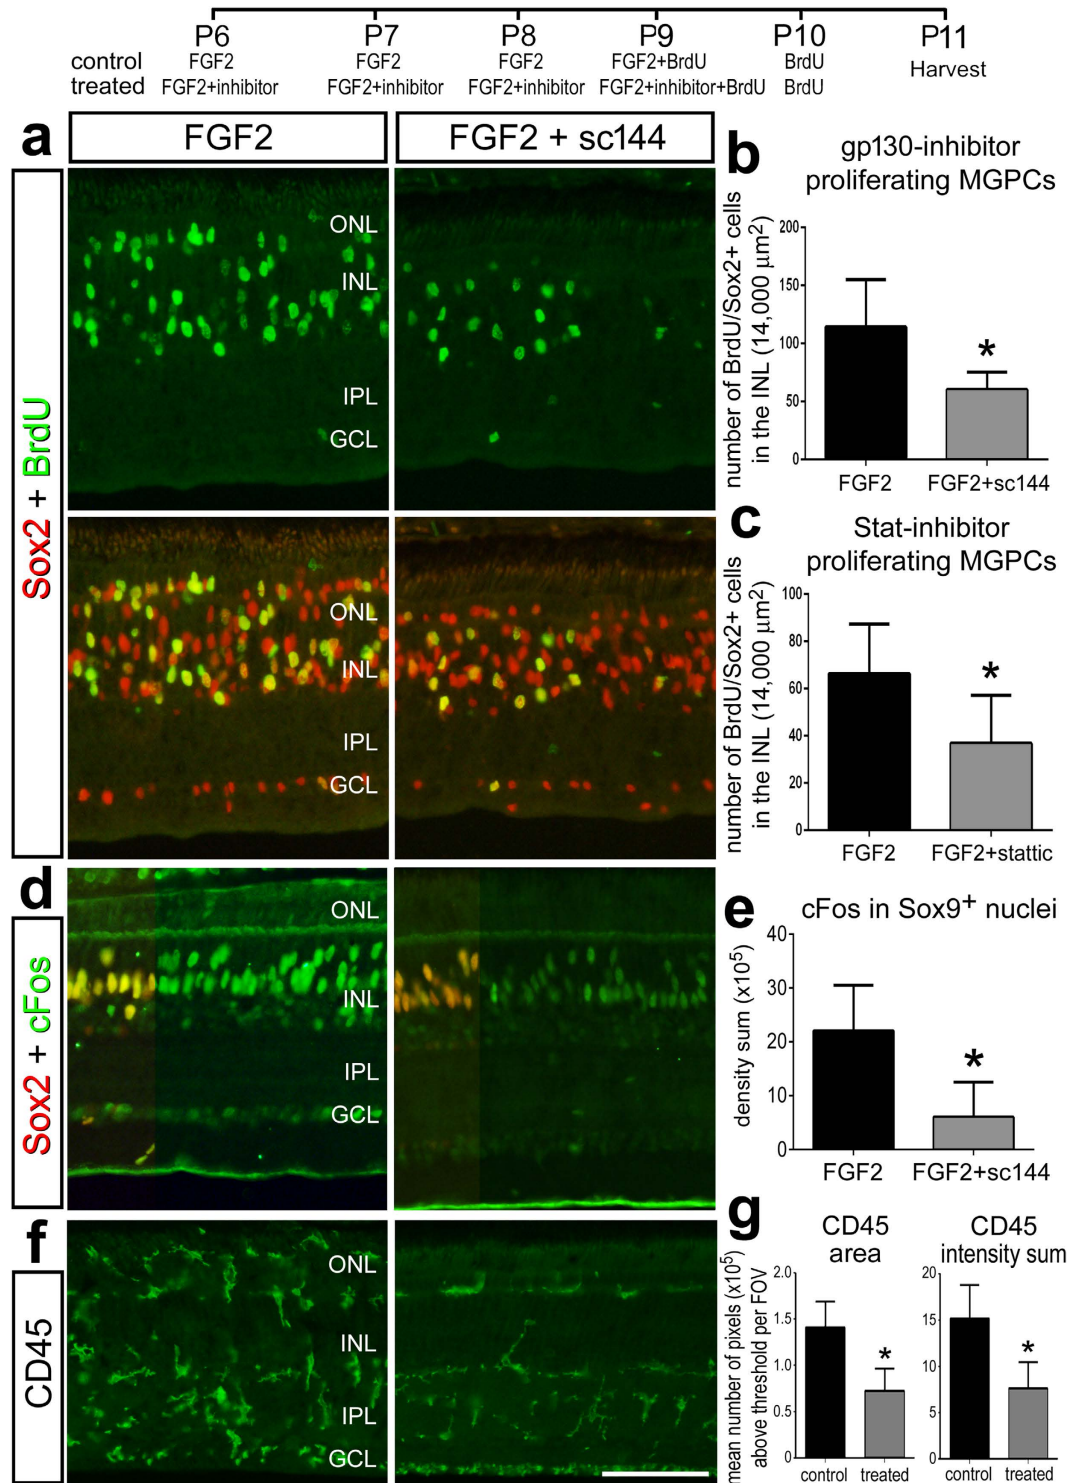 P6 P7 P8 P9 P10 P11
control FGF2 FGF2 FGF2 FGF2+BrdU BrdU Harvest
treated FGF2+inhibitor FGF2+inhibitor FGF2+inhibitor FGF2+inhibitor+BrdU BrdU
a
FGF2
FGF2 + sc144
Sox2 + BrdU
ONL
INL
IPL
GCL
ONL
INL
IPL
GCL
b
gp130-inhibitor
proliferating MGPCs
number of BrdU/Sox2+ cells
in the INL (14,000 µm2)
200
150
100
50
0
FGF2 FGF2+sc144
*
c
Stat-inhibitor
proliferating MGPCs
number of BrdU/Sox2+ cells
in the INL (14,000 µm2)
100
80
60
40
20
0
FGF2 FGF2+stattic
*
d
Sox2 + cFos
ONL
INL
IPL
GCL
e
cFos in Sox9+ nuclei
density sum (x105)
40
30
20
10
0
FGF2 FGF2+sc144
*
f
CD45
ONL
INL
IPL
GCL
g
CD45
area
mean number of pixels (x105)
above threshold per FOV
2.0
1.5
1.0
0.5
0
control treated
*
CD45
intensity sum
20
15
10
5
0
control treated
*